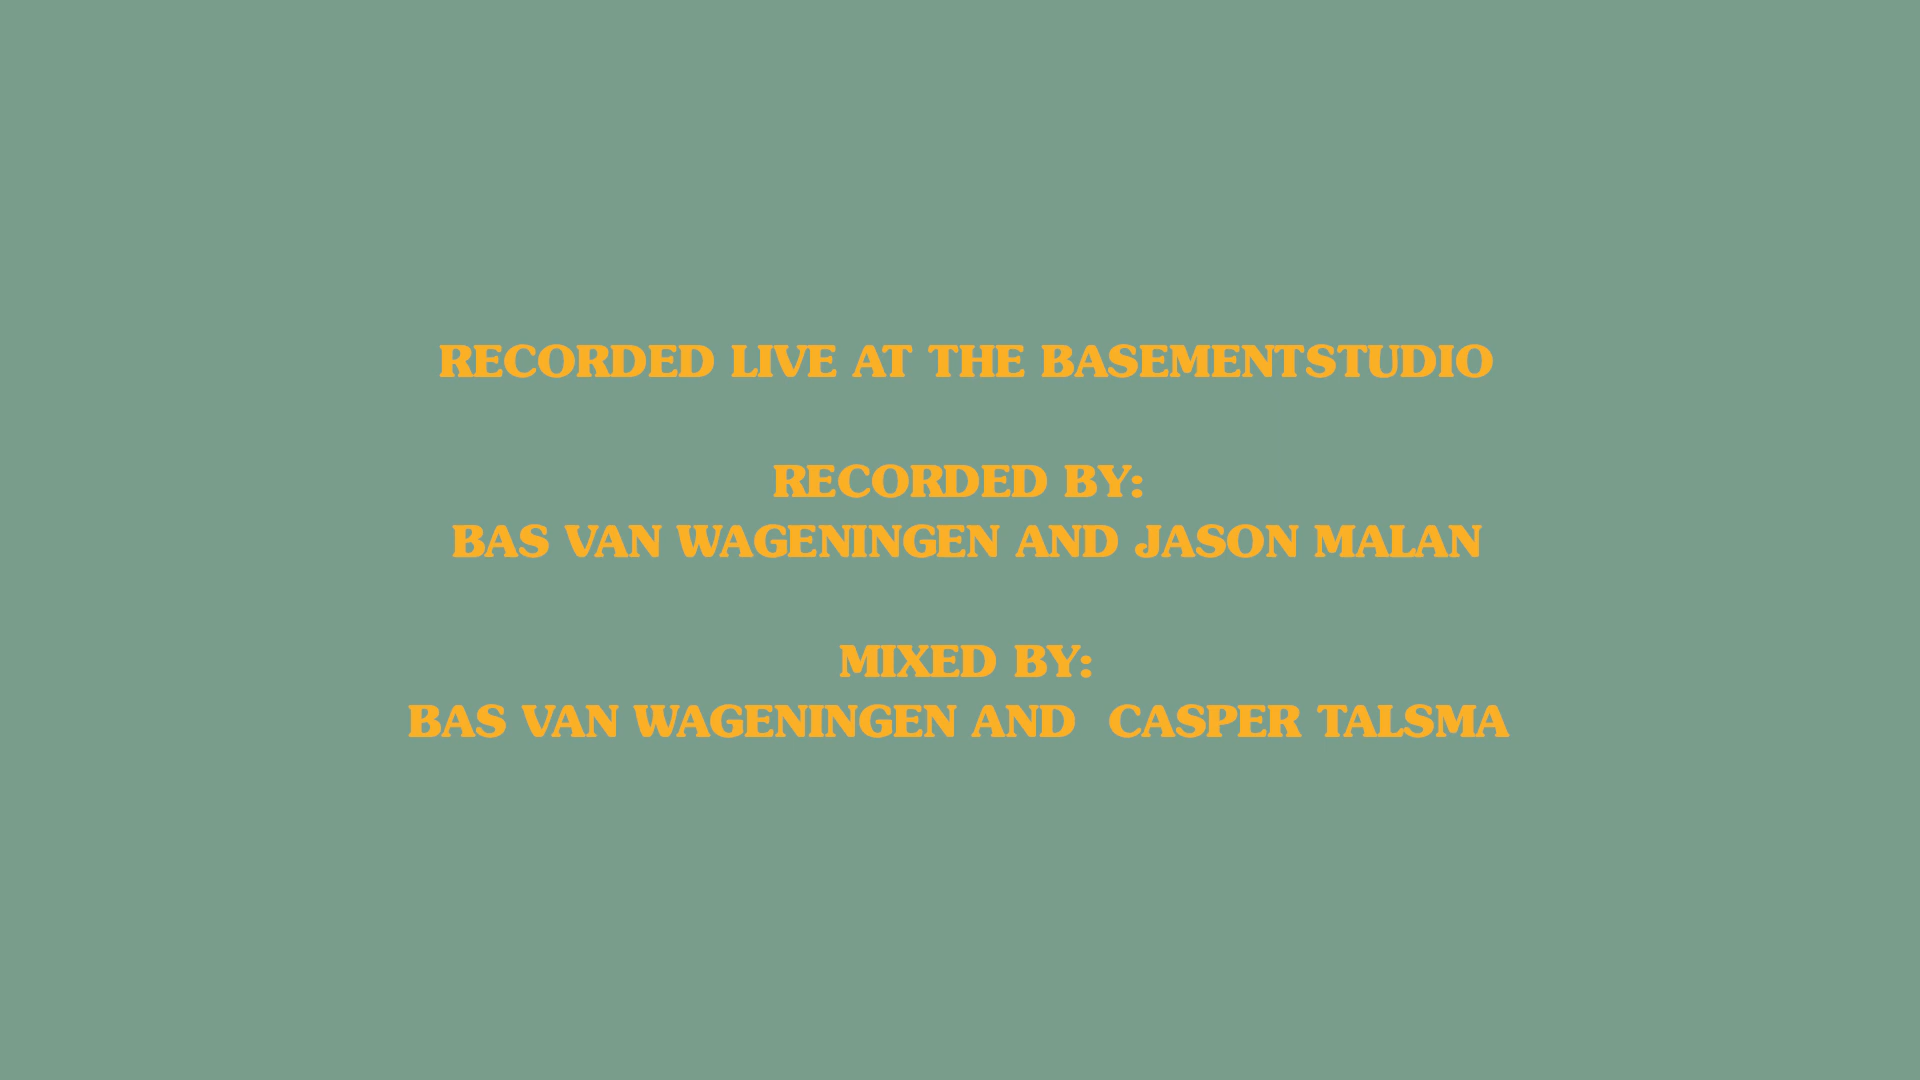 RECORDED LIVE AT THE BASEMENTSTUDIO
RECORDED BY:
BAS VAN WAGENINGEN AND JASON MALAN
MIXED BY:
BAS VAN WAGENINGEN AND  CASPER TALSMA